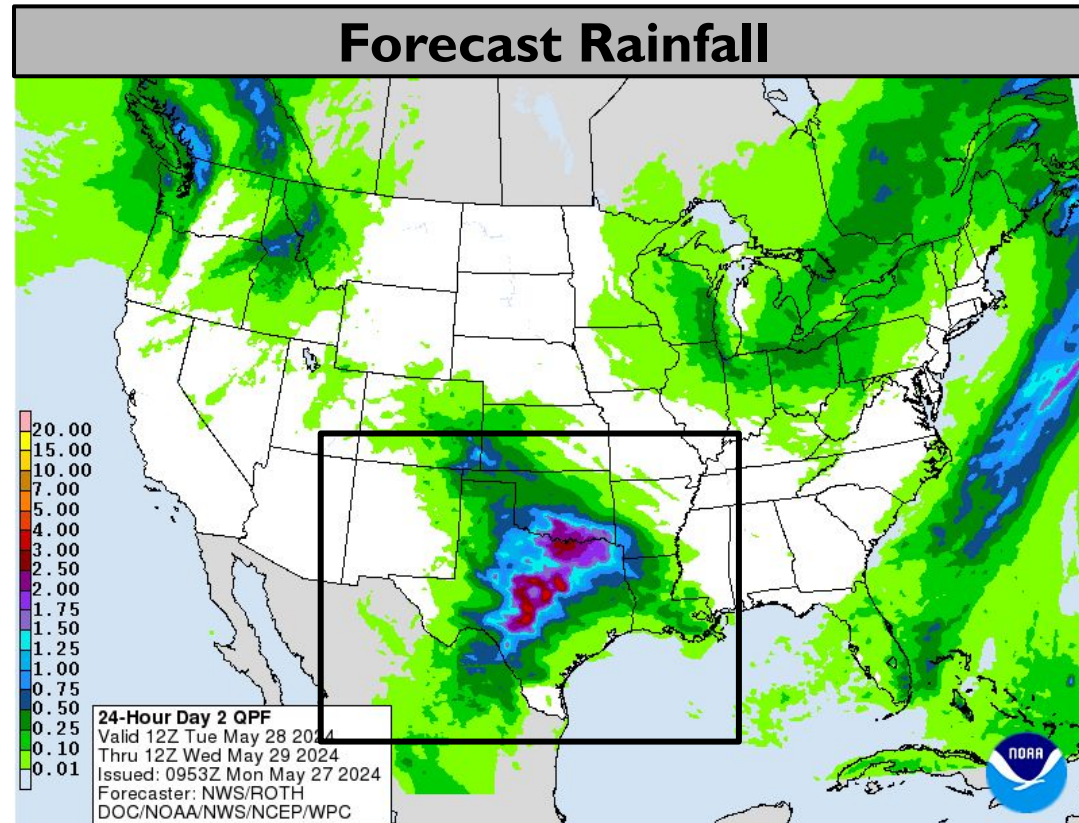 Forecast Rainfall
20.00
15.00
10.00
7.00
5.00
4.00
3.00
2.50
2.00
1.75
1.50
1.25
1.00
0.75
0.50
0.25
0.10
0.01
24-Hour Day 2 QPF
Valid 12Z Tue May 28 2024
Thru 12Z Wed May 29 2024
Issued: 0953Z Mon May 27 2024
Forecaster: NWS/ROTH
DOC/NOAA/NWS/NCEP/WPC
NOAA